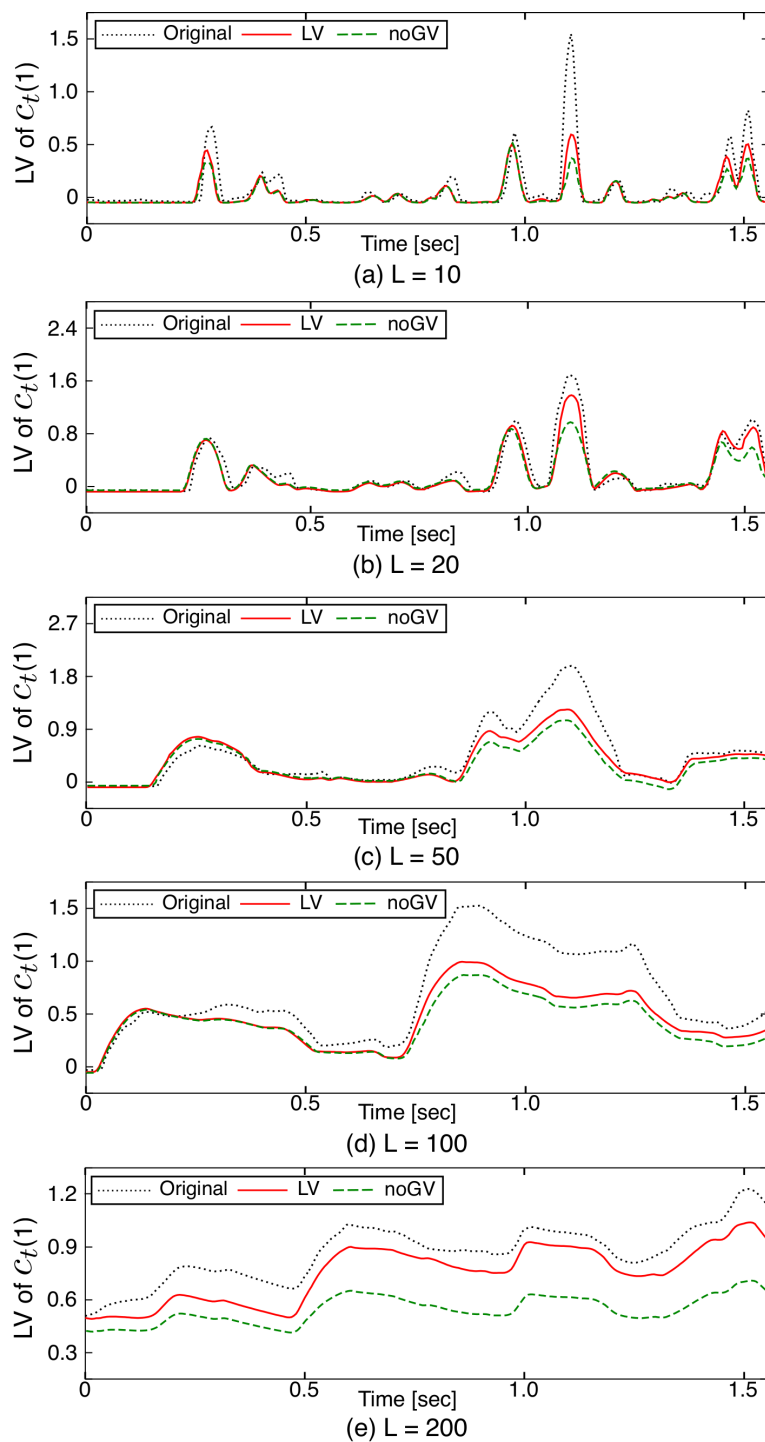 LV of c_t(1)
1.5
1.0
0.5
0
Original LV noGV
0 0.5 1.0 1.5
Time [sec]
(a) L = 10
LV of c_t(1)
2.4
1.6
0.8
0
Original LV noGV
0 0.5 1.0 1.5
Time [sec]
(b) L = 20
LV of c_t(1)
2.7
1.8
0.9
0
Original LV noGV
0 0.5 1.0 1.5
Time [sec]
(c) L = 50
LV of c_t(1)
1.5
1.0
0.5
0
Original LV noGV
0 0.5 1.0 1.5
Time [sec]
(d) L = 100
LV of c_t(1)
1.2
0.9
0.6
0.3
Original LV noGV
0 0.5 1.0 1.5
Time [sec]
(e) L = 200